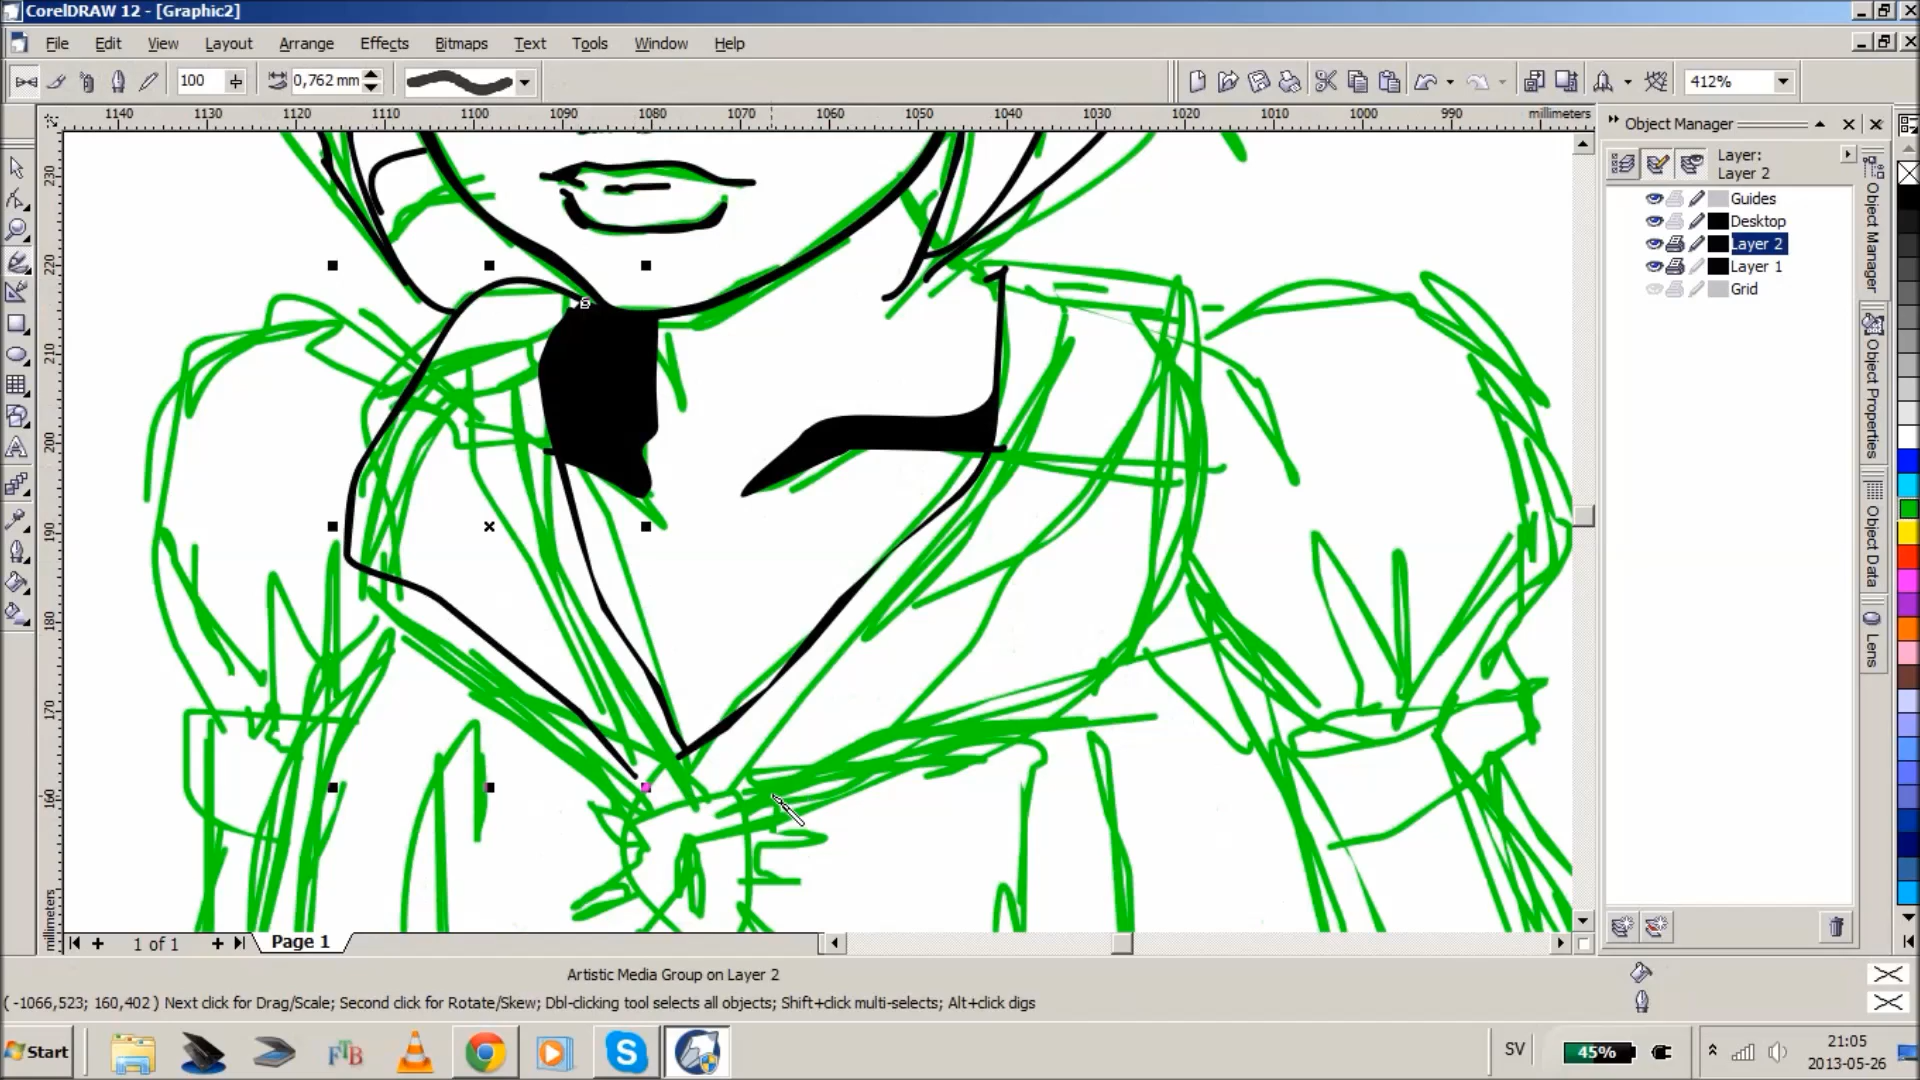 CorelDRAW 12 - [Graphic2]
File Edit View Layout Arrange Effects Bitmaps Text Tools Window Help
100 0,762 mm 412%
1140 1130 1120 1110 1100 1090 1080 1070 1060 1050 1040 1030 1020 1010 1000 990 millimeters
230
220
210
200
190
180
170
160
millimeters
Object Manager
Layer:
Layer 2
Guides
Desktop
Layer 2
Layer 1
Grid
Object Manager
Object Properties
Object Data
Lens
1 of 1 Page 1
Artistic Media Group on Layer 2
( -1066,523; 160,402 ) Next click for Drag/Scale; Second click for Rotate/Skew; Dbl-clicking tool selects all objects; Shift+click multi-selects; Alt+click digs
Start FTB SV 45% 21:05
2013-05-26